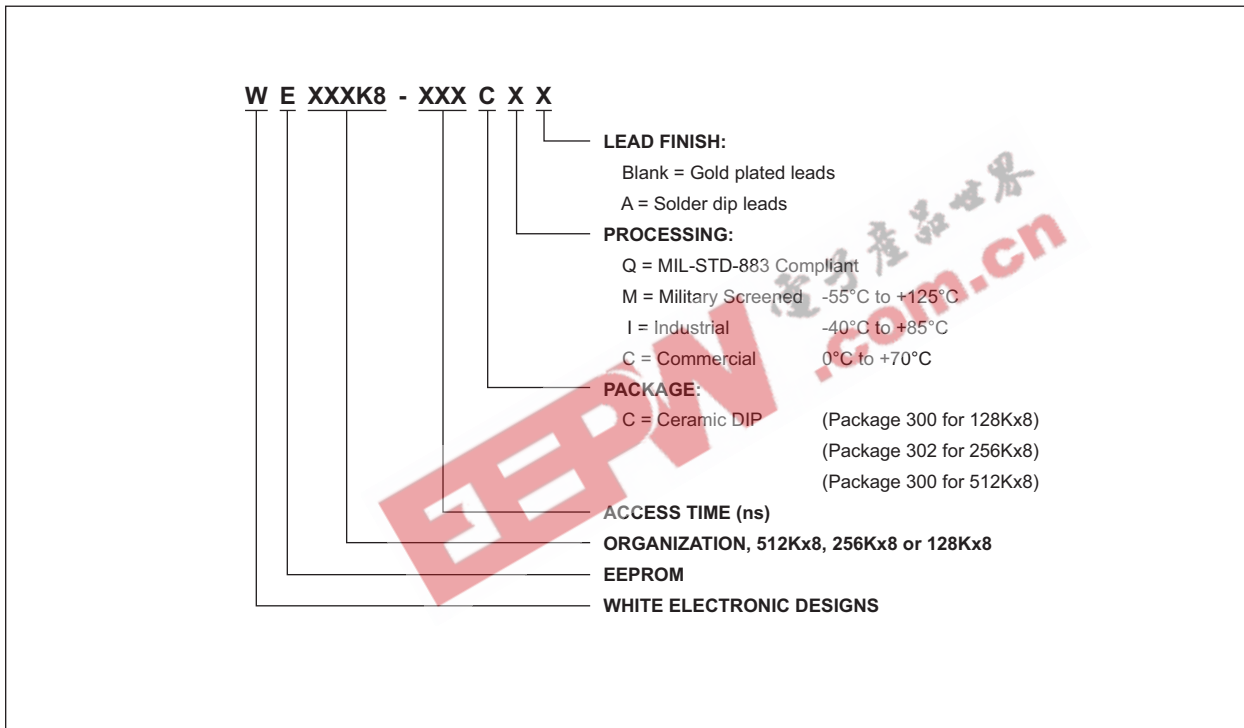 W E XXXK8 - XXX C X X
LEAD FINISH:
Blank = Gold plated leads
A = Solder dip leads
PROCESSING:
Q = MIL-STD-883 Compliant
M = Military Screened -55°C to +125°C
I = Industrial -40°C to +85°C
C = Commercial 0°C to +70°C
PACKAGE:
C = Ceramic DIP (Package 300 for 128Kx8)
(Package 302 for 256Kx8)
(Package 300 for 512Kx8)
ACCESS TIME (ns)
ORGANIZATION, 512Kx8, 256Kx8 or 128Kx8
EEPROM
WHITE ELECTRONIC DESIGNS
EEPW
電子產品世界
.com.cn